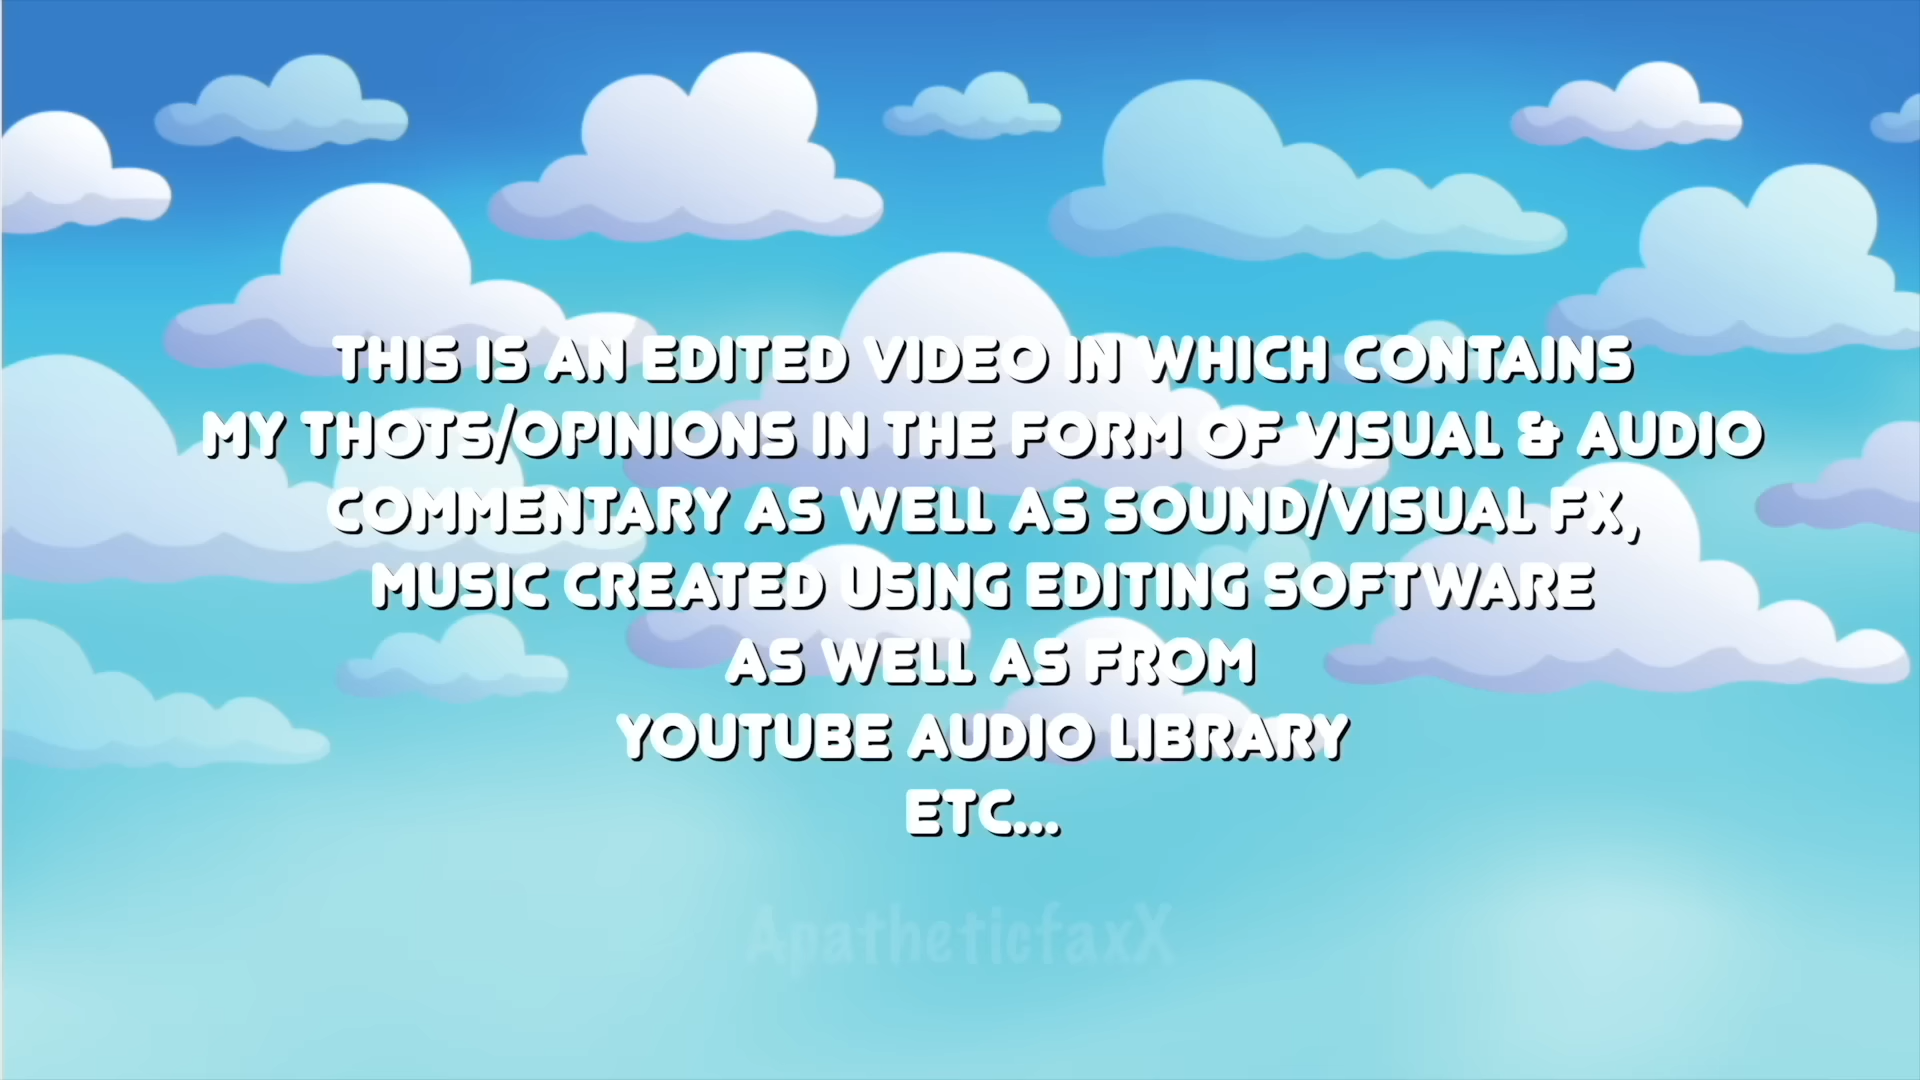 THIS IS AN EDITED VIDEO IN WHICH CONTAINS
MY THOTS/OPINIONS IN THE FORM OF VISUAL & AUDIO
COMMENTARY AS WELL AS SOUND/VISUAL FX,
MUSIC CREATED USING EDITING SOFTWARE
AS WELL AS FROM
YOUTUBE AUDIO LIBRARY
ETC...
ApatheticfaxX